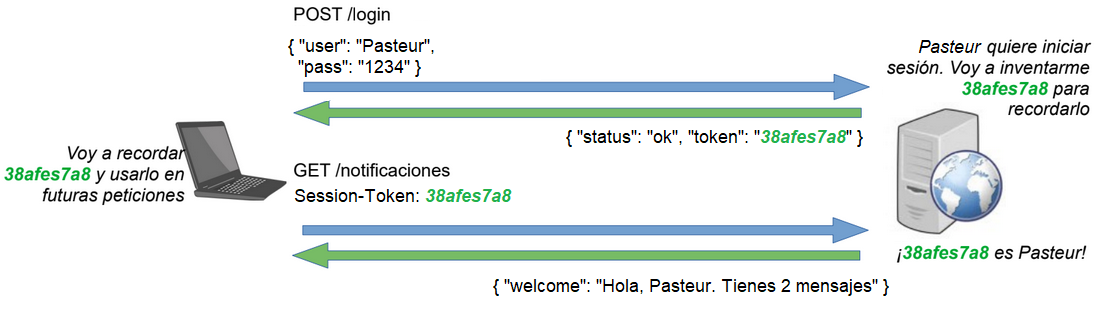 POST /login
{ "user": "Pasteur",
"pass": "1234" }
Pasteur quiere iniciar
sesión. Voy a inventarme
38afes7a8 para
recordarlo
{ "status": "ok", "token": "38afes7a8" }
Voy a recordar
38afes7a8 y usarlo en
futuras peticiones
GET /notificaciones
Session-Token: 38afes7a8
¡38afes7a8 es Pasteur!
{ "welcome": "Hola, Pasteur. Tienes 2 mensajes" }